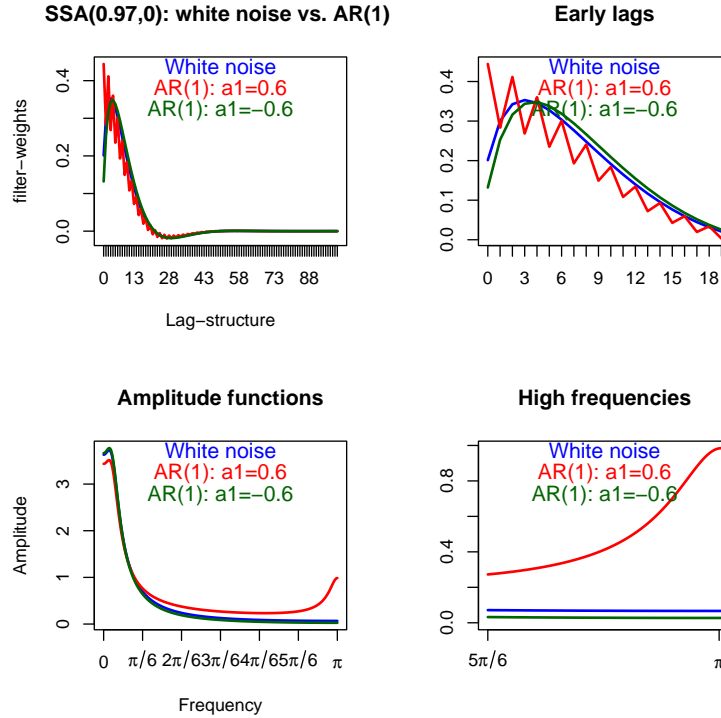 SSA(0.97,0): white noise vs. AR(1)
White noise
AR(1): a1=0.6
AR(1): a1=−0.6
filter−weights
0.0 0.2 0.4
0 13 28 43 58 73 88
Lag−structure
Early lags
White noise
AR(1): a1=0.6
AR(1): a1=−0.6
0.0 0.1 0.2 0.3 0.4
0 3 6 9 12 15 18
Amplitude functions
White noise
AR(1): a1=0.6
AR(1): a1=−0.6
Amplitude
0 1 2 3
0 π/6 2π/6 3π/6 4π/6 5π/6 π
Frequency
High frequencies
White noise
AR(1): a1=0.6
AR(1): a1=−0.6
0.0 0.4 0.8
5π/6 π